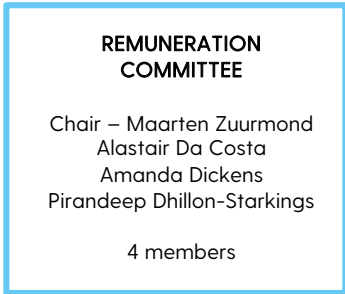 REMUNERATION
COMMITTEE
Chair – Maarten Zuurmond
Alastair Da Costa
Amanda Dickens
Pirandeep Dhillon-Starkings
4 members